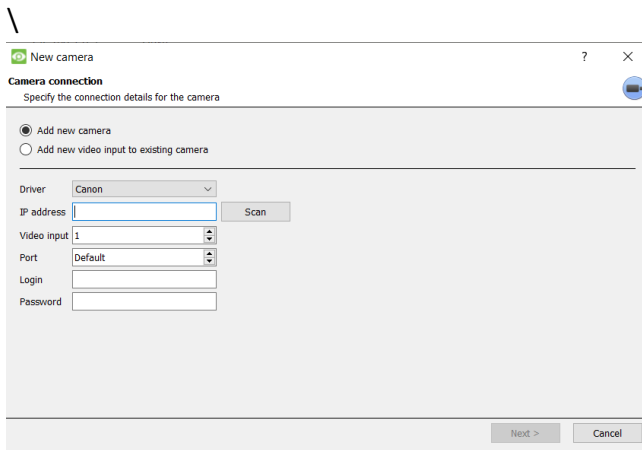 \
New camera ?
Camera connection
Specify the connection details for the camera
Add new camera
Add new video input to existing camera
Driver Canon
IP address Scan
Video input 1
Port Default
Login
Password
Next > Cancel